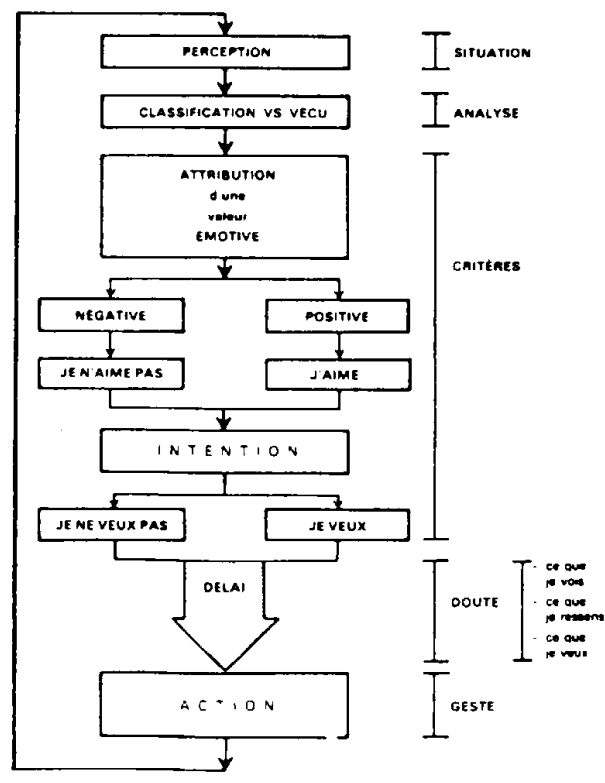 PERCEPTION
SITUATION
CLASSIFICATION VS VECU
ANALYSE
ATTRIBUTION
d une
valeur
EMOTIVE
CRITÈRES
NÉGATIVE
POSITIVE
JE N'AIME PAS
J'AIME
INTENTION
JE NE VEUX PAS
JE VEUX
DELAI
DOUTE
- ce que
je vois
- ce que
je ressens
- ce que
je veux
ACTION
GESTE